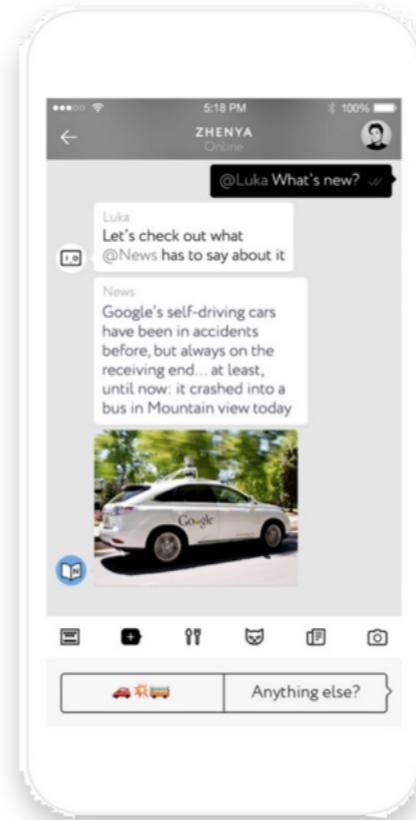 5:18 PM
100%
ZHENYA
Online
@Luka What's new?
Luka
Let's check out what
@News has to say about it
News
Google's self-driving cars
have been in accidents
before, but always on the
receiving end... at least,
until now: it crashed into a
bus in Mountain view today
Google
N
Anything else?